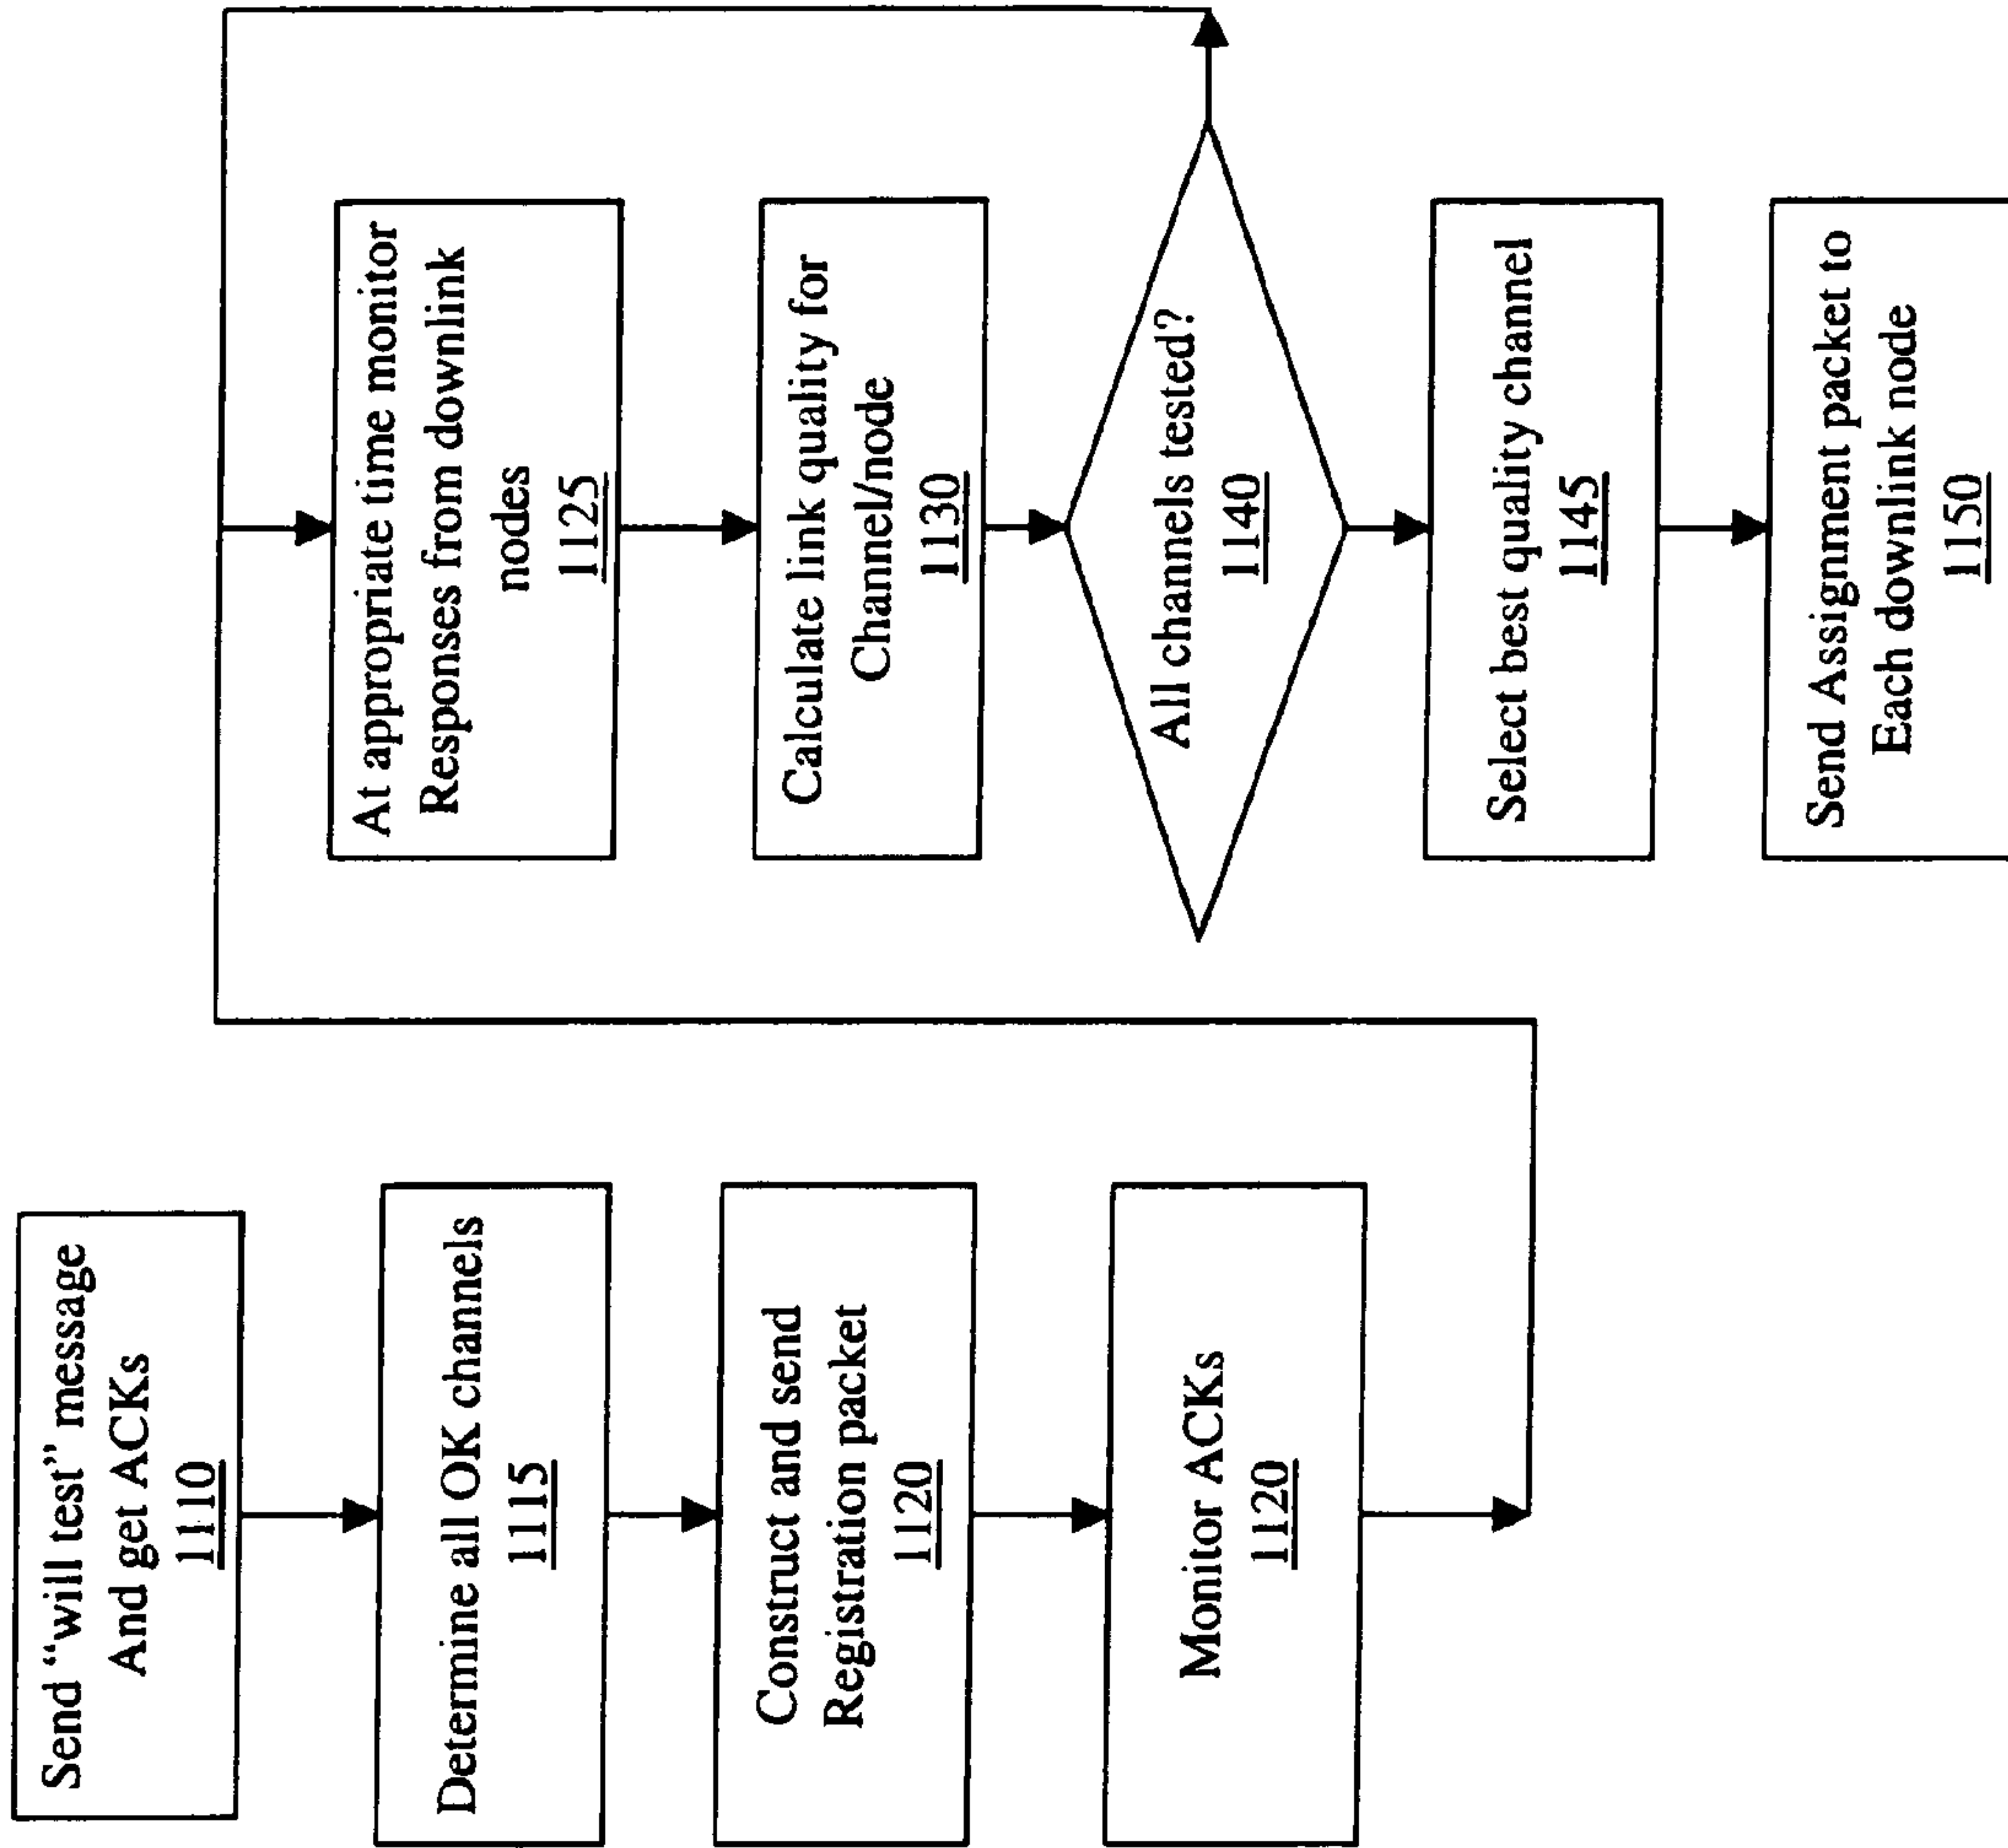 Send “will test” message
And get ACKs
1110
Determine all OK channels
1115
Construct and send
Registration packet
1120
Monitor ACKs
1120
At appropriate time monitor
Responses from downlink
nodes
1125
Calculate link quality for
Channel/node
1130
All channels tested?
1140
Select best quality channel
1145
Send Assignment packet to
Each downlink node
1150